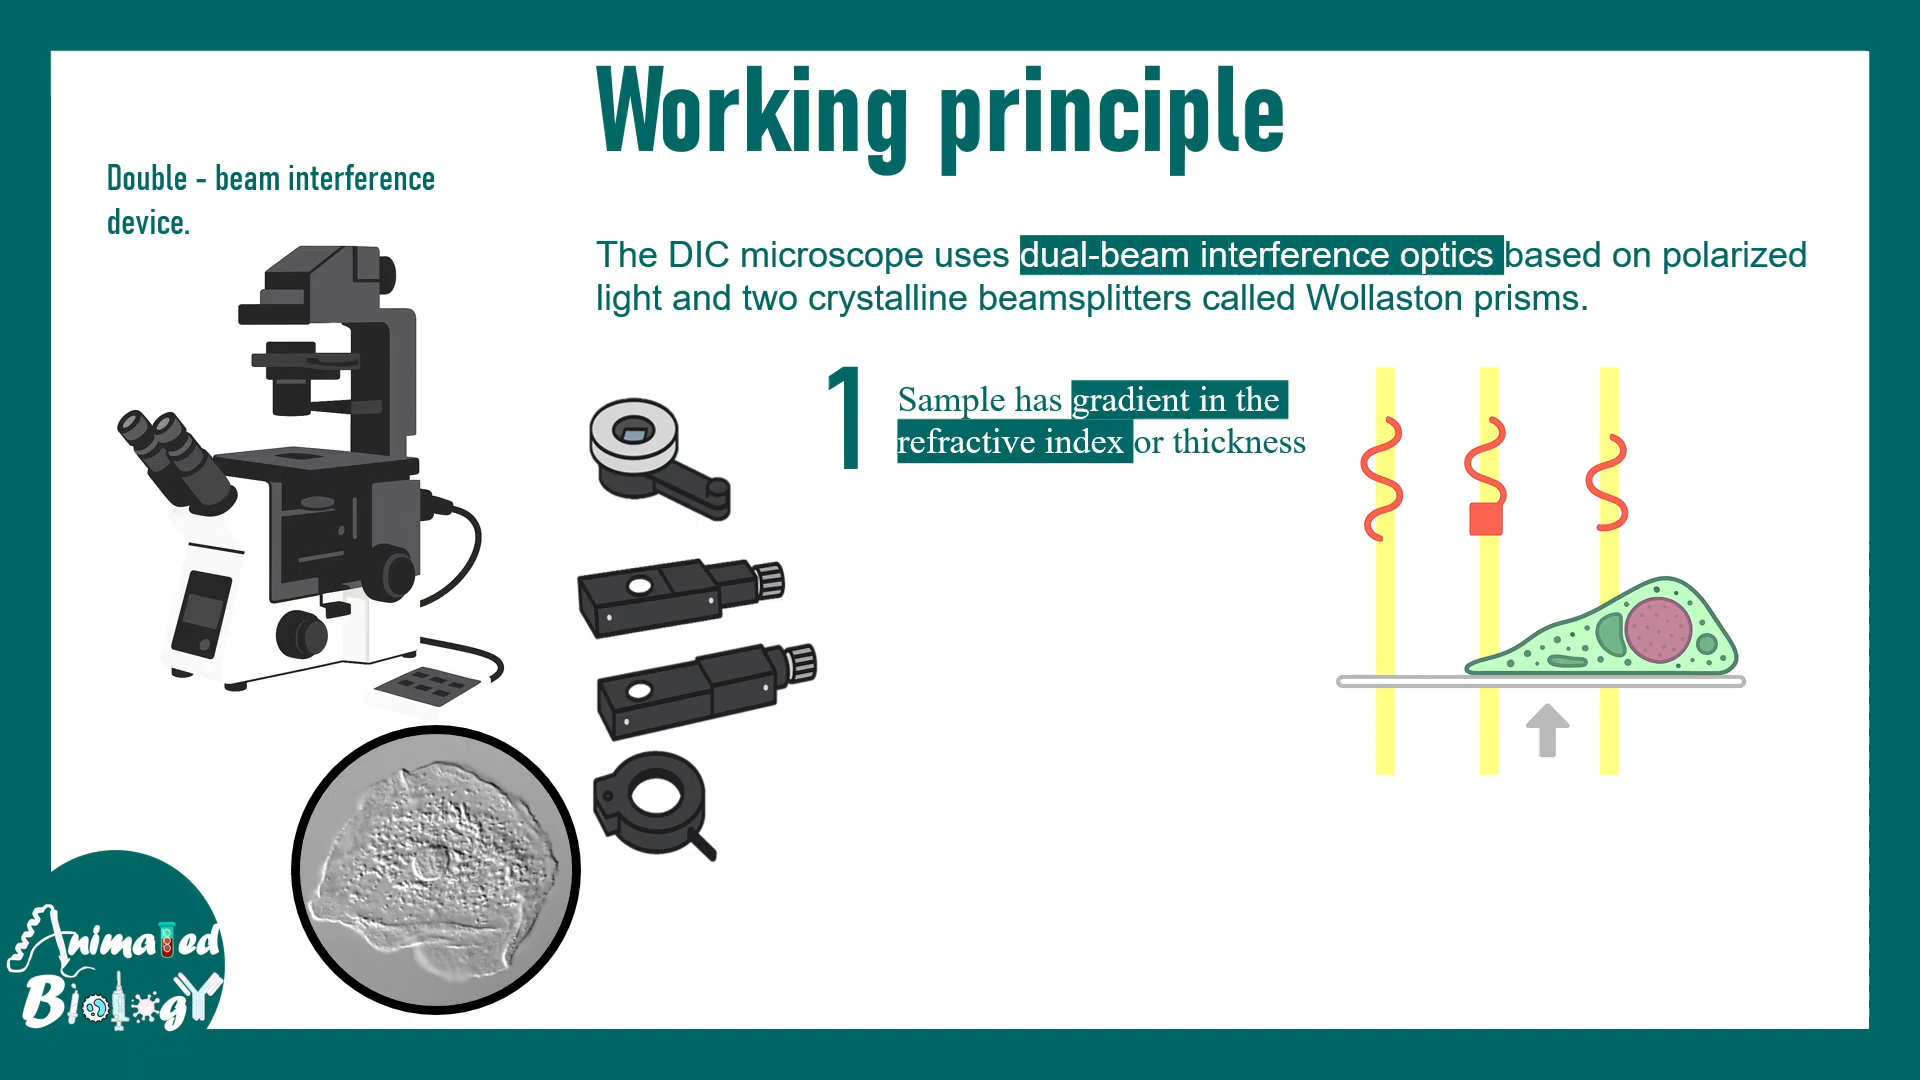 Working principle
Double - beam interference
device.
The DIC microscope uses dual-beam interference optics based on polarized
light and two crystalline beamsplitters called Wollaston prisms.
1
Sample has gradient in the
refractive index or thickness
Animated
Biology